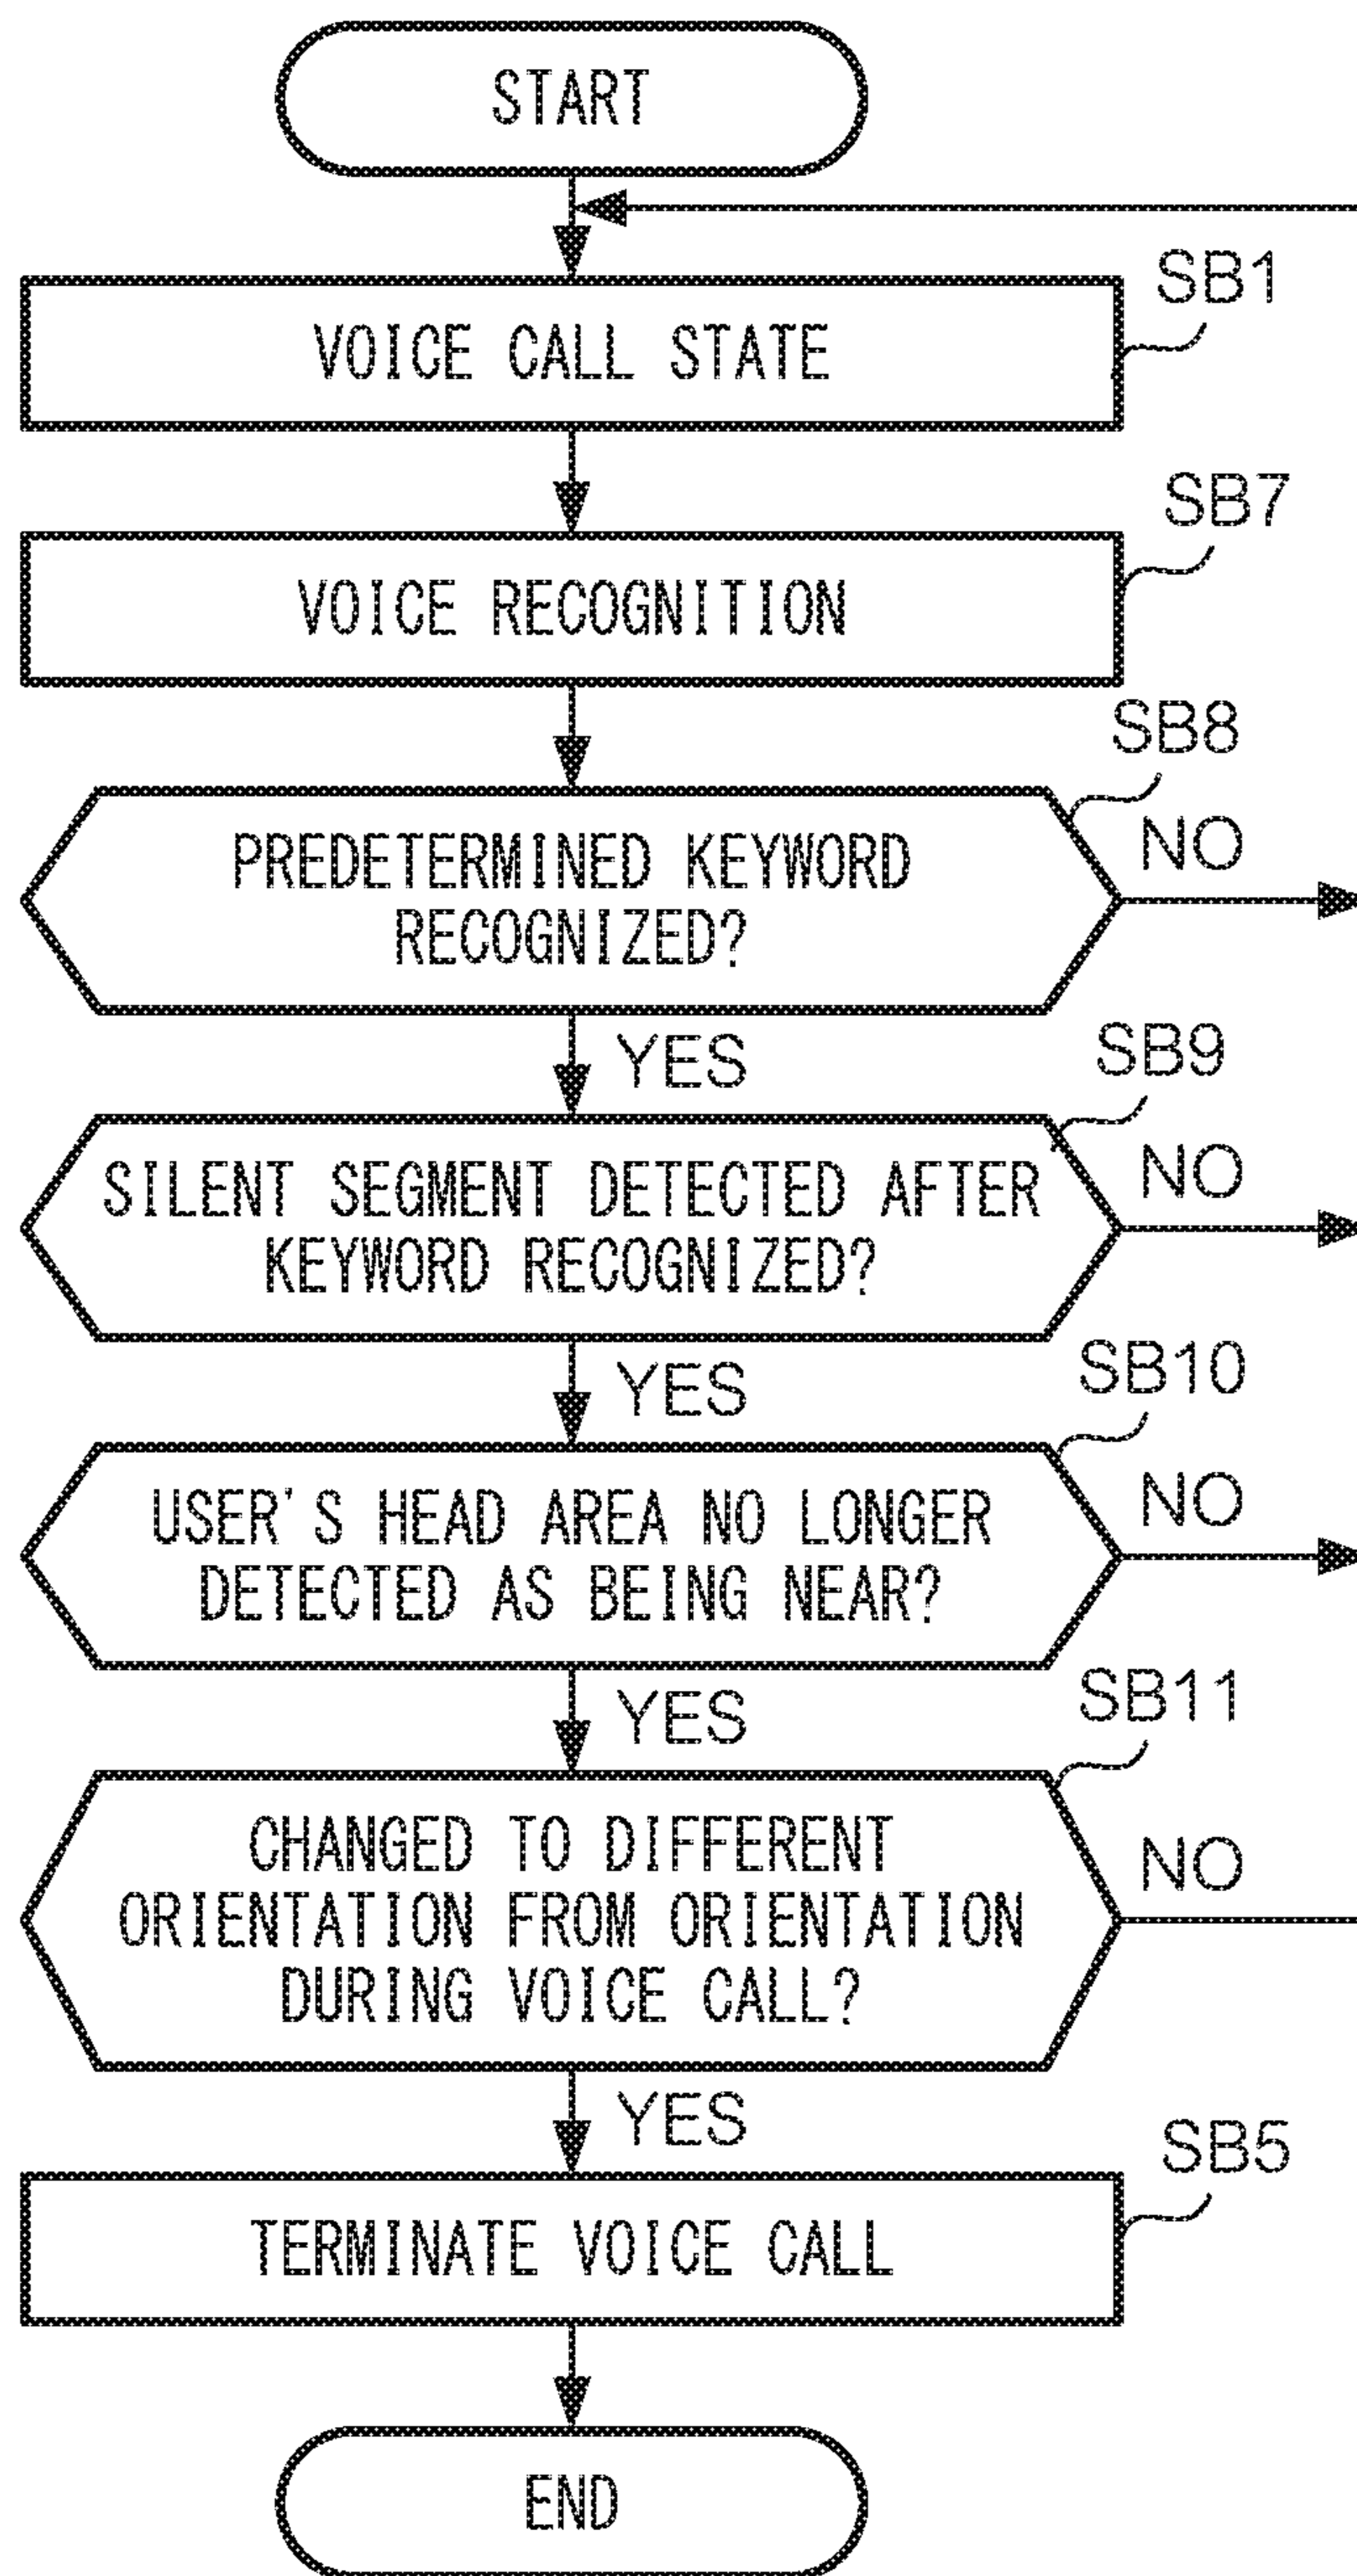 START
SB1
VOICE CALL STATE
SB7
VOICE RECOGNITION
SB8
PREDETERMINED KEYWORD
RECOGNIZED?
NO
YES
SB9
SILENT SEGMENT DETECTED AFTER
KEYWORD RECOGNIZED?
NO
YES
SB10
USER'S HEAD AREA NO LONGER
DETECTED AS BEING NEAR?
NO
YES
SB11
CHANGED TO DIFFERENT
ORIENTATION FROM ORIENTATION
DURING VOICE CALL?
NO
YES
SB5
TERMINATE VOICE CALL
END